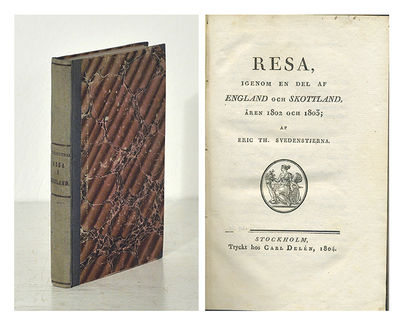 RESA
ENGLAND.
RESA,
IGENOM EN DEL AF
ENGLAND OCH SKOTTLAND,
ÅREN 1802 OCH 1803;
AF
ERIC TH. SVEDENSTJERNA.
STOCKHOLM,
Tryckt hos CARL DELÉN, 1804.